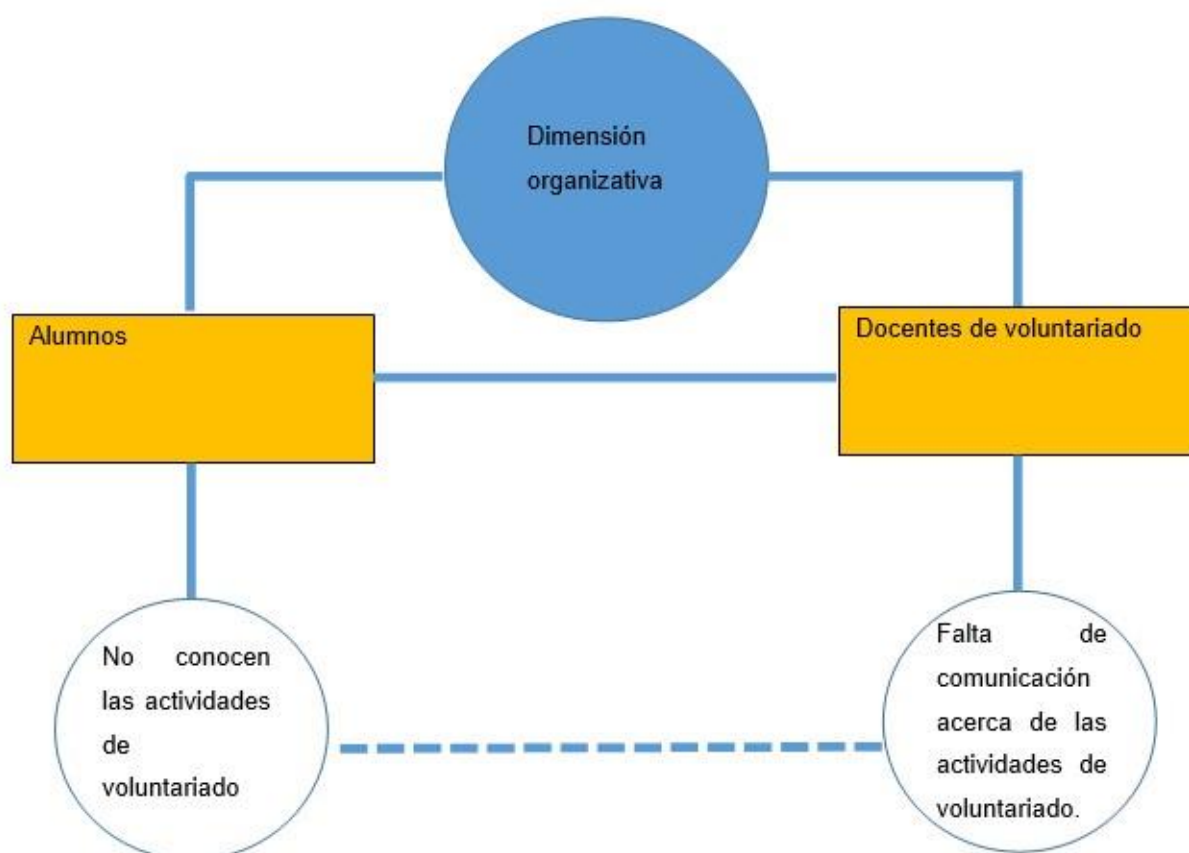 Dimensión
organizativa
Alumnos
Docentes de voluntariado
No conocen
las actividades
de
voluntariado
Falta de
comunicación
acerca de las
actividades de
voluntariado.